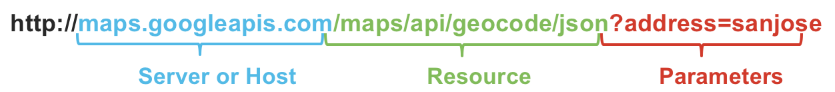 http://maps.googleapis.com/maps/api/geocode/json?address=sanjose
Server or Host Resource Parameters